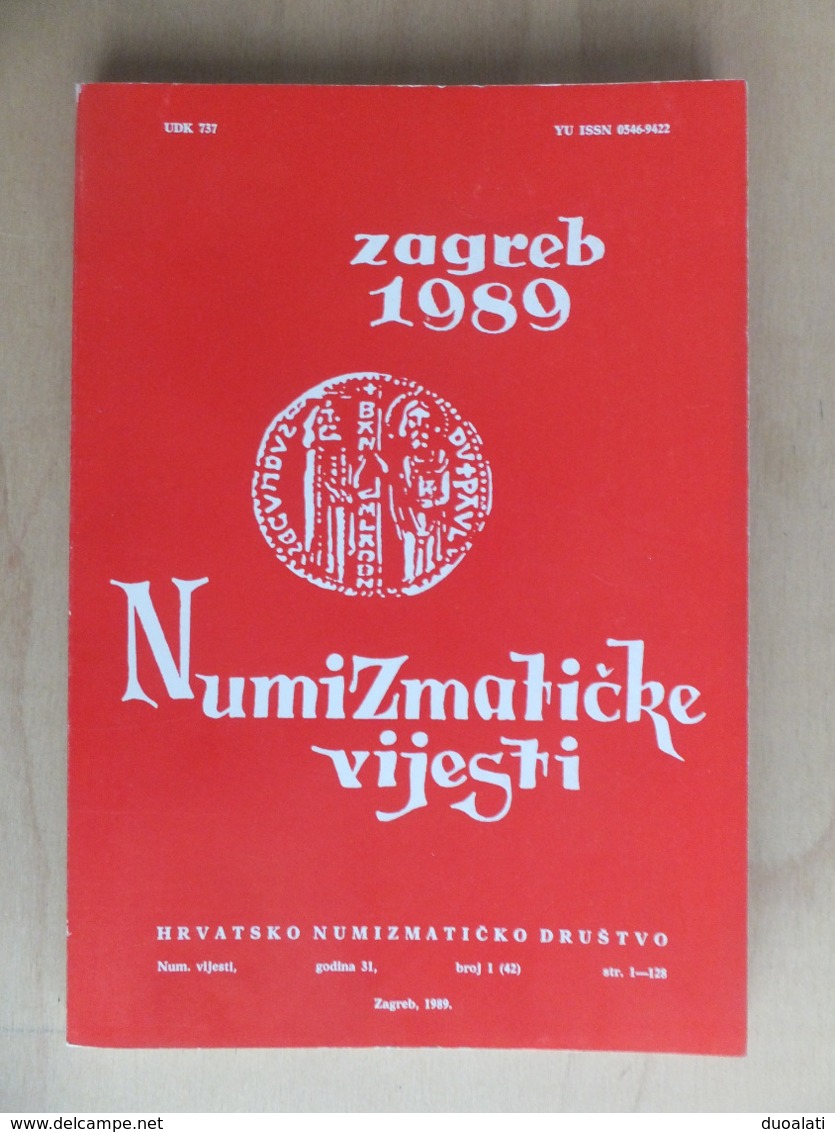 UDK 737
YU ISSN 0546-9422
zagreb
1989
Numizmatičke
vijesti
HRVATSKO NUMIZMATIČKO DRUŠTVO
Num. vijesti, godina 31, broj 1 (42) str. 1—128
Zagreb, 1989.
www.delcampe.net
duoalati